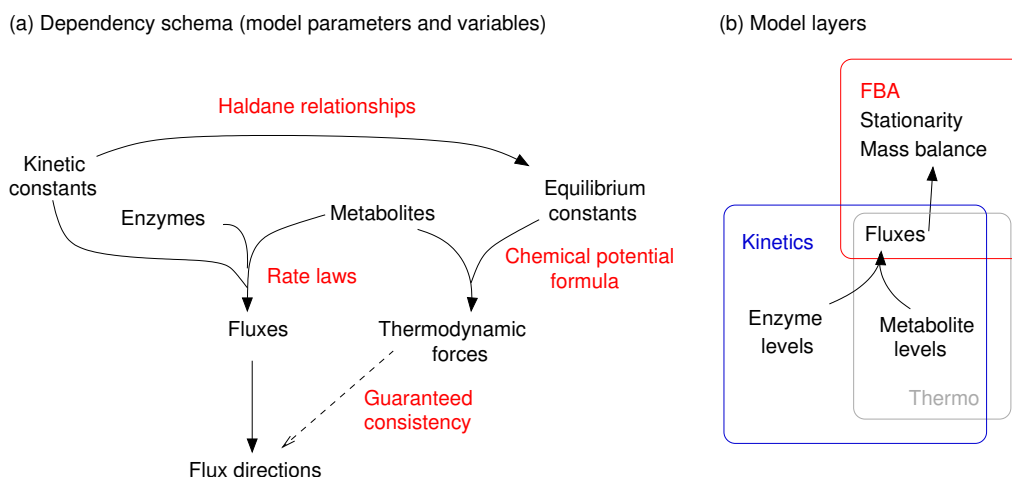 (a) Dependency schema (model parameters and variables)
Haldane relationships
Kinetic
constants
Enzymes
Metabolites
Equilibrium
constants
Rate laws
Chemical potential
formula
Fluxes
Thermodynamic
forces
Guaranteed
consistency
Flux directions
(b) Model layers
FBA
Stationarity
Mass balance
Kinetics
Fluxes
Enzyme
levels
Metabolite
levels
Thermo